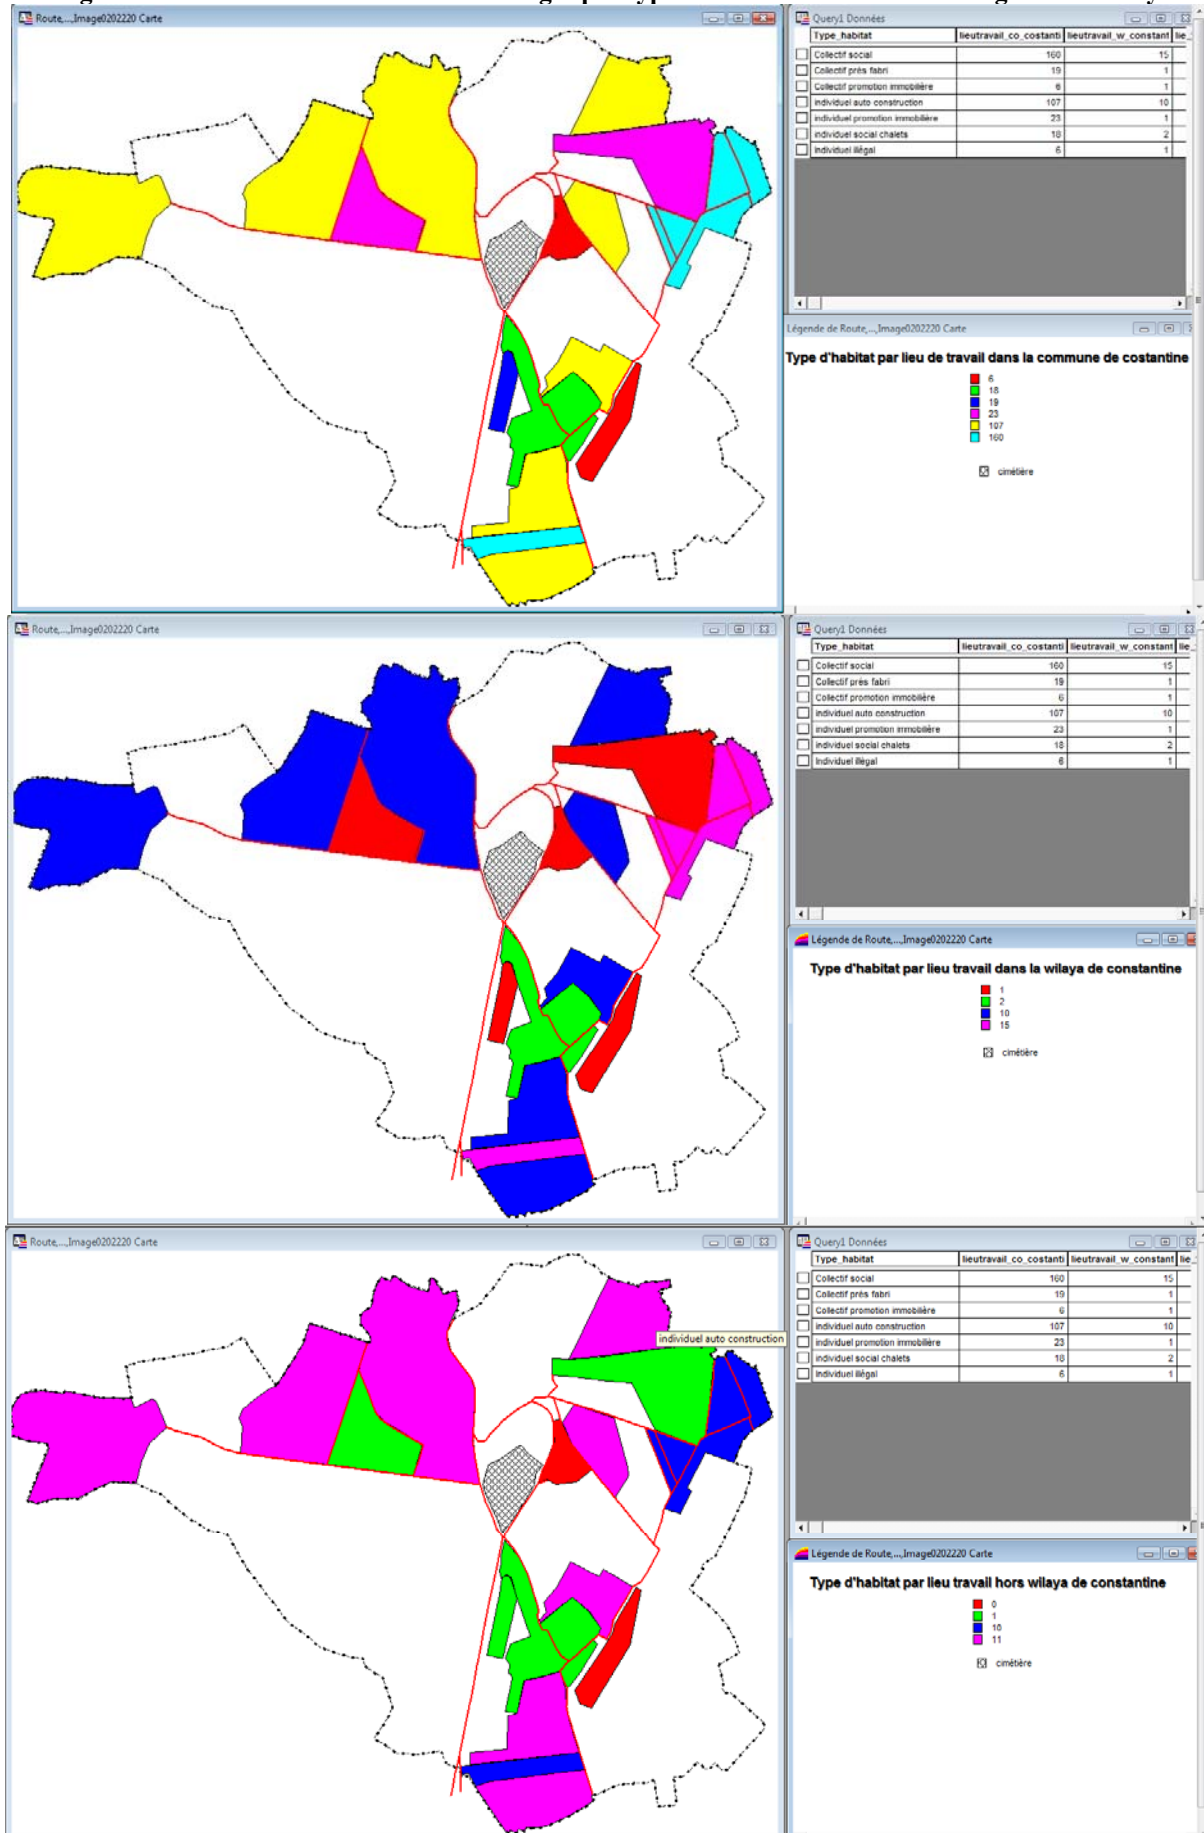 Route,...,Image0202220 Carte
Query1 Données
Type_habitat lieutravail_co_costanti lieutravail_w_constant
Collectif social 160 15
Collectif près fabri 19 1
Collectif promotion immobilière 6 1
individuel auto construction 107 10
individuel promotion immobilière 23 1
individuel social chalets 18 2
Individuel illégal 6 1
Légende de Route,...,Image0202220 Carte
Type d'habitat par lieu de travail dans la commune de costantine
6
18
19
23
107
160
cimétière
Route,...,Image0202220 Carte
Query1 Données
Type_habitat lieutravail_co_costanti lieutravail_w_constant lie_
Collectif social 160 15
Collectif près fabri 19 1
Collectif promotion immobilière 6 1
individuel auto construction 107 10
individuel promotion immobilière 23 1
individuel social chalets 18 2
Individuel illégal 6 1
Légende de Route,...,Image0202220 Carte
Type d'habitat par lieu travail dans la wilaya de constantine
1
2
10
15
cimétière
Route,...,Image0202220 Carte
individuel auto construction
Query1 Données
Type_habitat lieutravail_co_costanti lieutravail_w_constant lie_
Collectif social 160 15
Collectif près fabri 19 1
Collectif promotion immobilière 6 1
individuel auto construction 107 10
individuel promotion immobilière 23 1
individuel social chalets 18 2
Individuel illégal 6 1
Légende de Route,...,Image0202220 Carte
Type d'habitat par lieu travail hors wilaya de constantine
0
1
10
11
cimétière